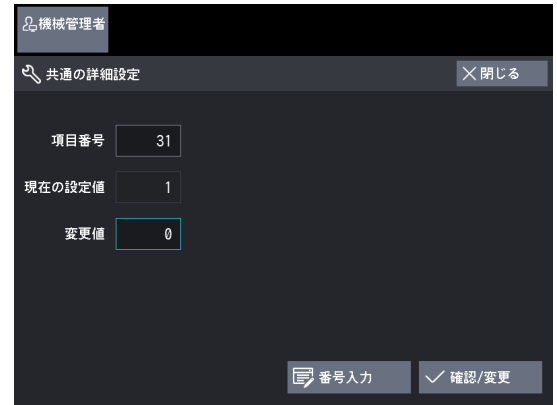 機械管理者
共通の詳細設定
閉じる
項目番号 31
現在の設定値 1
変更値 0
番号入力
確認/変更